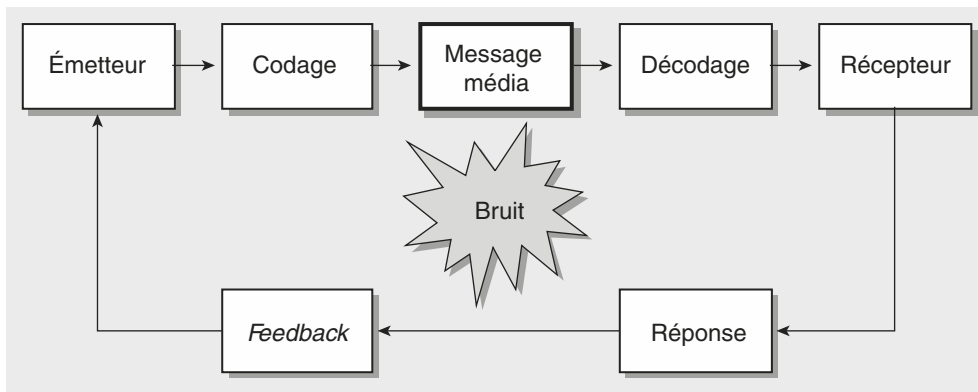 Émetteur
Codage
Message
média
Décodage
Récepteur
Bruit
Feedback
Réponse